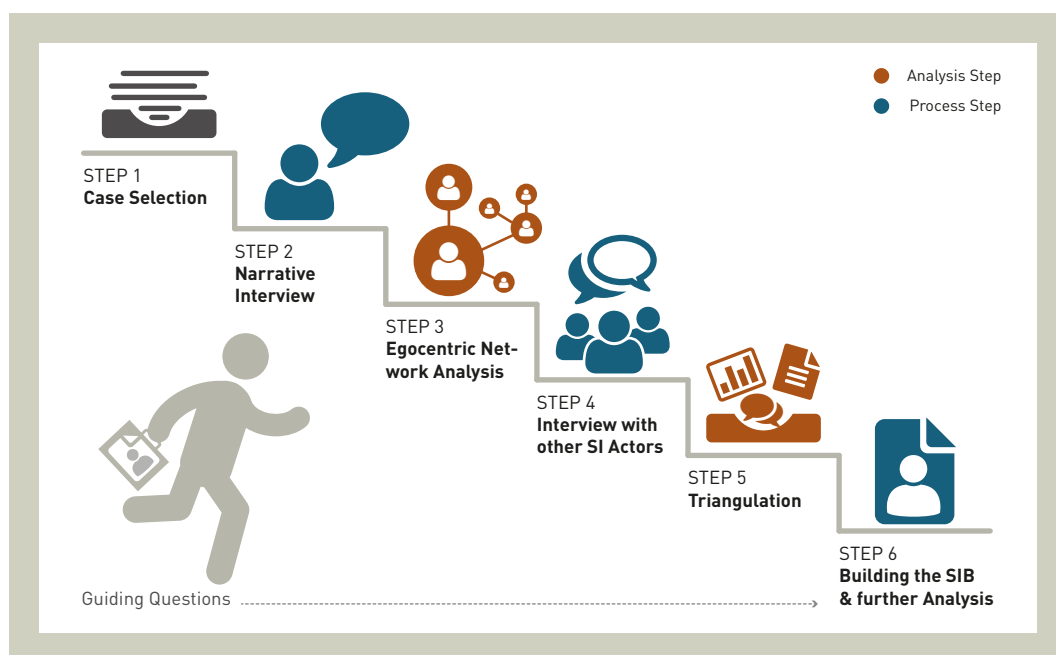 Analysis Step
Process Step
STEP 1
Case Selection
STEP 2
Narrative
Interview
STEP 3
Egocentric Net-
work Analysis
STEP 4
Interview with
other SI Actors
STEP 5
Triangulation
STEP 6
Building the SIB
& further Analysis
Guiding Questions